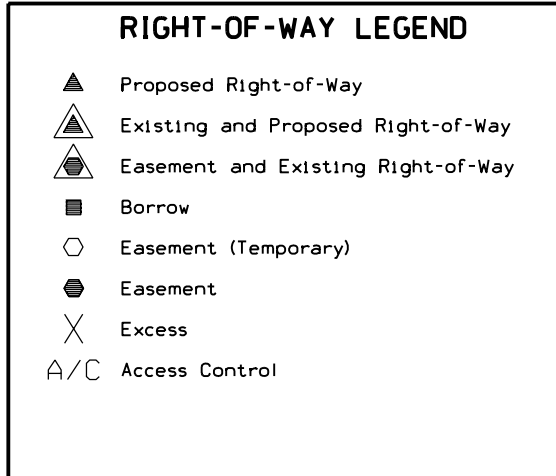 RIGHT-OF-WAY LEGEND
Proposed Right-of-Way
Existing and Proposed Right-of-Way
Easement and Existing Right-of-Way
Borrow
Easement (Temporary)
Easement
X Excess
A/C Access Control